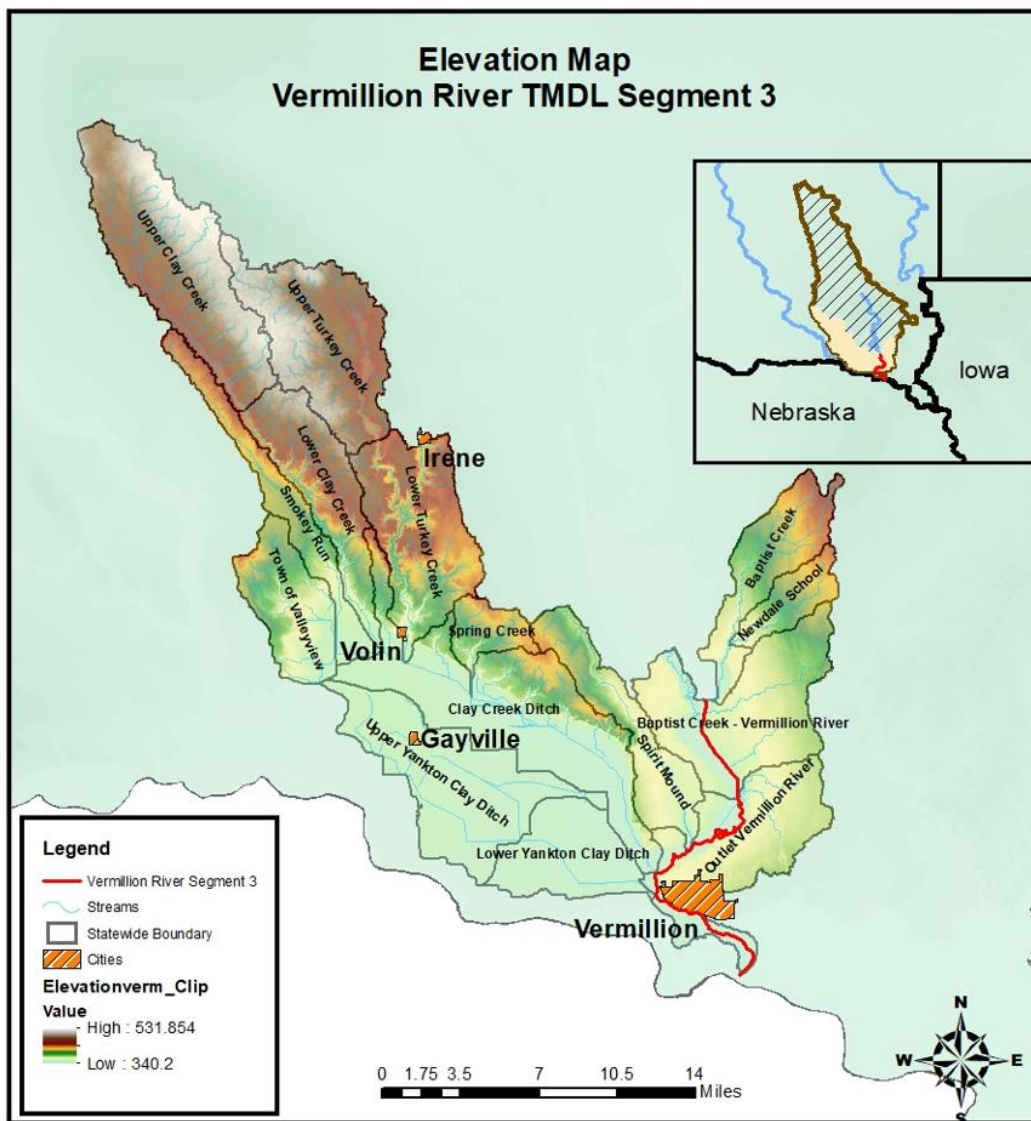 Elevation Map
Vermillion River TMDL Segment 3
Iowa
Nebraska
Upper Clay Creek
Upper Turkey Creek
Irene
Lower Clay Creek
Lower Turkey Creek
Smokey Run
Town of Valleyview
Baptist Creek
Newdale School
Volin
Spring Creek
Clay Creek Ditch
Baptist Creek - Vermillion River
Gayville
Upper Yankton Clay Ditch
Spirit Mound
Outlet Vermillion River
Lower Yankton Clay Ditch
Vermillion
Legend
Vermillion River Segment 3
Streams
Statewide Boundary
Cities
Elevationverm_Clip
Value
High : 531.854
Low : 340.2
0 1.75 3.5 7 10.5 14
Miles
N
W E
S